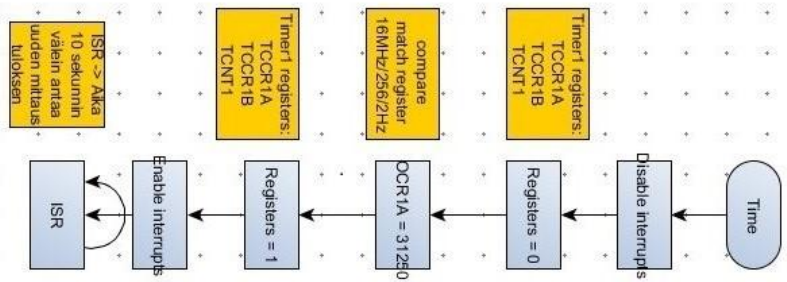 Time
Disable interrupts
Registers = 0
Timer1 registers:
TCCR1A
TCCR1B
TCNT1
OCR1A = 31250
compare
match register
16MHz/256/2Hz
Registers = 1
Timer1 registers:
TCCR1A
TCCR1B
TCNT1
Enable interrupts
ISR
ISR -> Aika
10 sekunnin
välein antaa
uuden mittaus
tuloksen